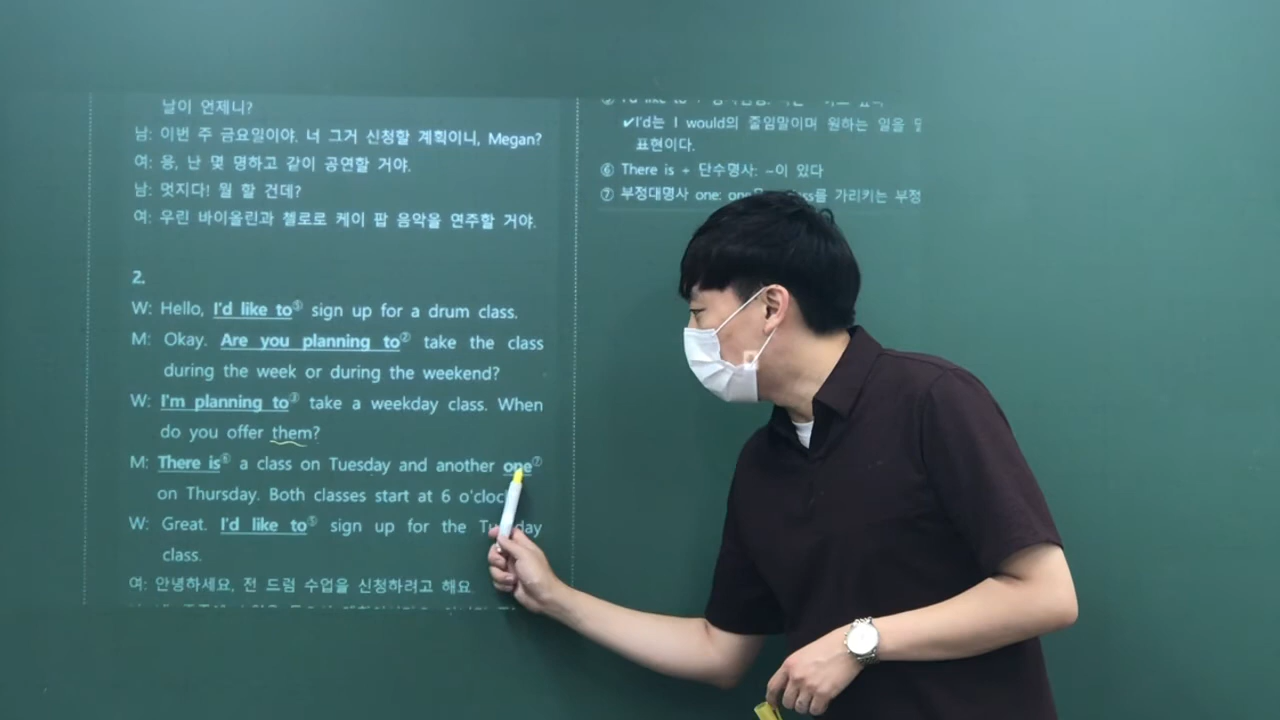 날이 언제니?
남: 이번 주 금요일이야. 너 그거 신청할 계획이니, Megan?
여: 응, 난 몇 명하고 같이 공연할 거야.
남: 멋지다! 뭘 할 건데?
여: 우린 바이올린과 첼로로 케이 팝 음악을 연주할 거야.
2.
W: Hello, I'd like to⑤ sign up for a drum class.
M: Okay. Are you planning to② take the class
during the week or during the weekend?
W: I'm planning to③ take a weekday class. When
do you offer them?
M: There is⑥ a class on Tuesday and another one⑦
on Thursday. Both classes start at 6
W: Great. I'd like to⑤ sign up for the
class.
여: 안녕하세요, 전 드럼 수업을 신청하려고 해요.
✔I'd는 I would의 줄임말이며 원하는 일을
표현이다.
⑥ There is + 단수명사: ~이 있다
⑦ 부정대명사 one: 가리키는 부정